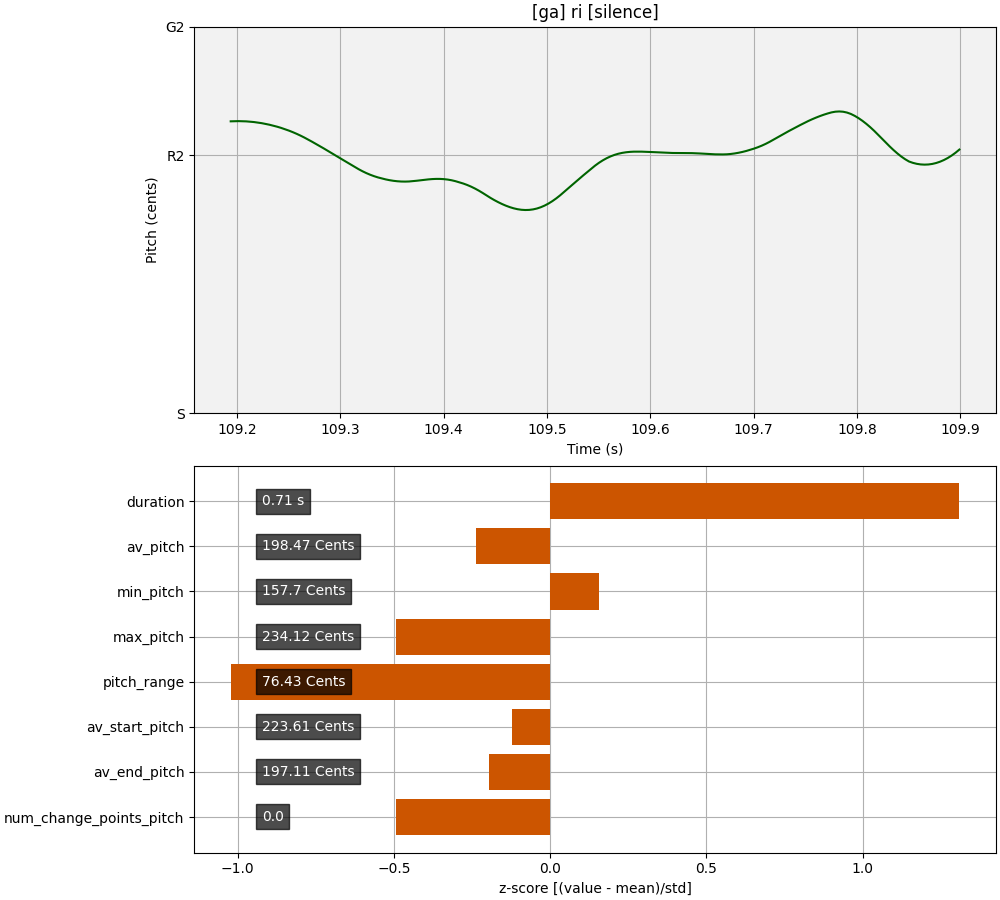 [ga] ri [silence]
G2
R2
S
Pitch (cents)
109.2 109.3 109.4 109.5 109.6 109.7 109.8 109.9
Time (s)
duration 0.71 s
av_pitch 198.47 Cents
min_pitch 157.7 Cents
max_pitch 234.12 Cents
pitch_range 76.43 Cents
av_start_pitch 223.61 Cents
av_end_pitch 197.11 Cents
num_change_points_pitch 0.0
−1.0 −0.5 0.0 0.5 1.0
z-score [(value - mean)/std]